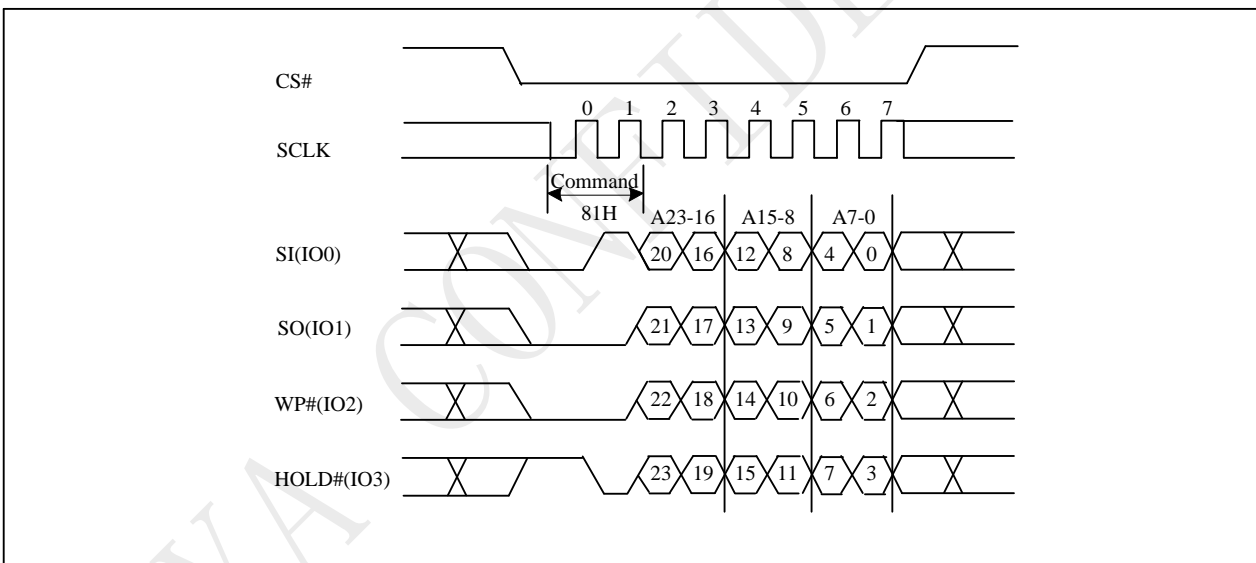 CS#
0 1 2 3 4 5 6 7
SCLK
Command
81H
A23-16 A15-8 A7-0
SI(IO0)
20 16 12 8 4 0
SO(IO1)
21 17 13 9 5 1
WP#(IO2)
22 18 14 10 6 2
HOLD#(IO3)
23 19 15 11 7 3